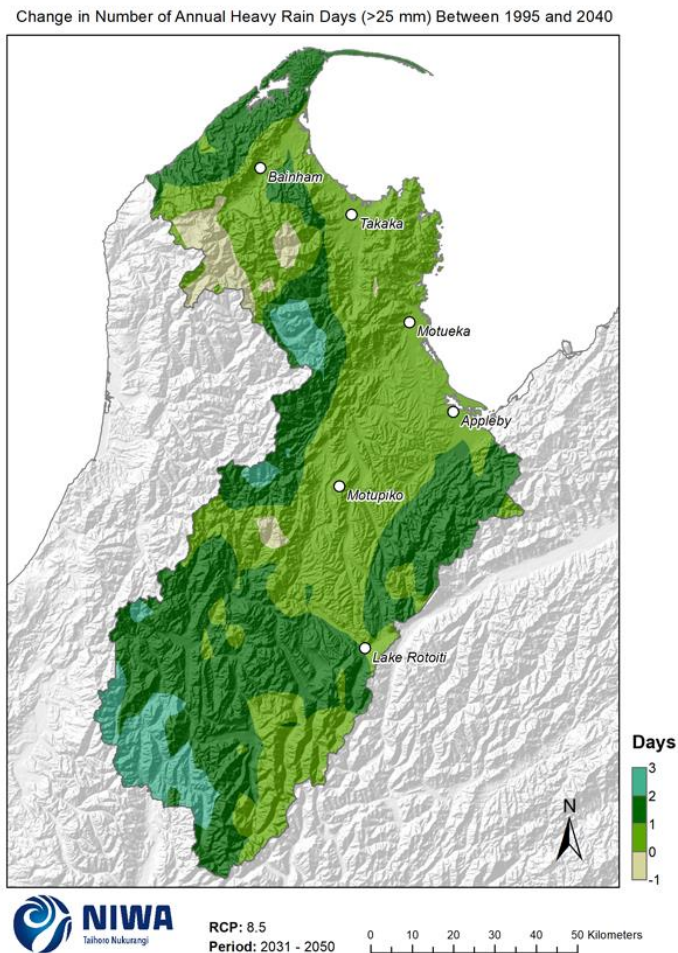 Change in Number of Annual Heavy Rain Days (>25 mm) Between 1995 and 2040
Bainham
Takaka
Motueka
Appleby
Motupiko
Lake Rotoiti
Days
3
2
1
0
-1
N
NIWA
Taihoro Nukurangi
RCP: 8.5
Period: 2031 - 2050
0 10 20 30 40 50 Kilometers